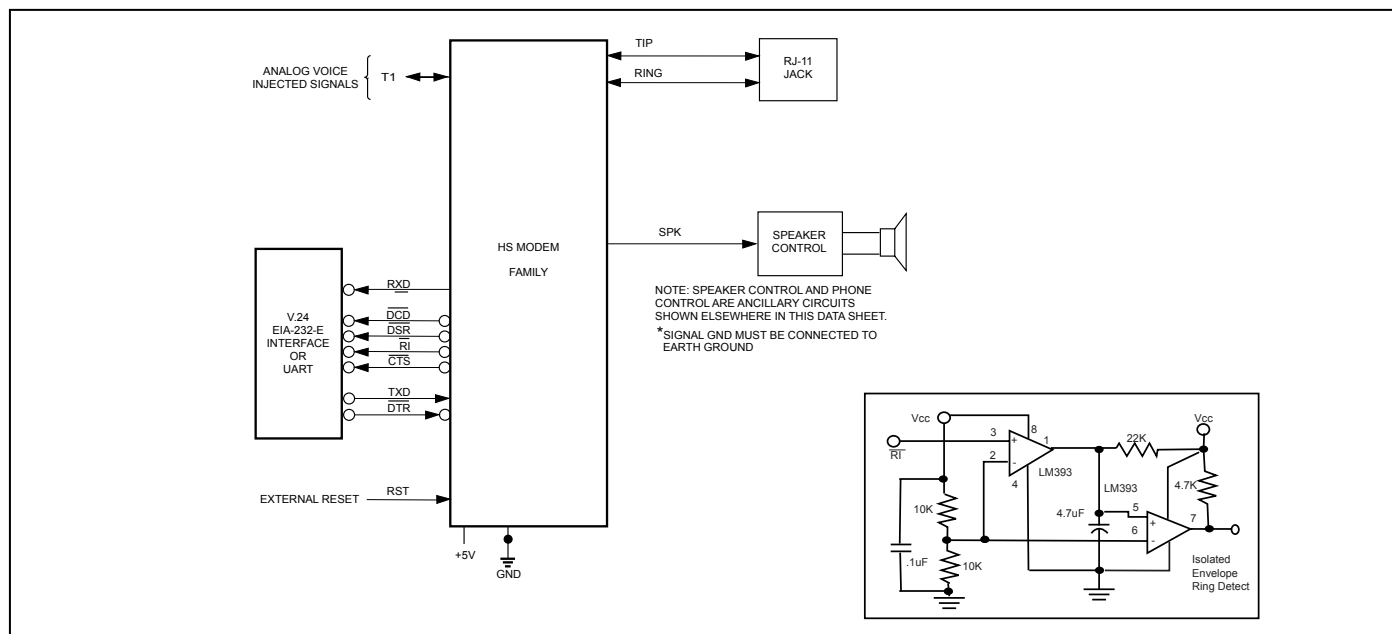 ANALOG VOICE
INJECTED SIGNALS
T1
TIP
RING
RJ-11
JACK
HS MODEM
FAMILY
SPK
SPEAKER
CONTROL
NOTE: SPEAKER CONTROL AND PHONE
CONTROL ARE ANCILLARY CIRCUITS
SHOWN ELSEWHERE IN THIS DATA SHEET.
*SIGNAL GND MUST BE CONNECTED TO
EARTH GROUND
V.24
EIA-232-E
INTERFACE
OR
UART
RXD
DCD
DSR
RI
CTS
TXD
DTR
EXTERNAL RESET
RST
+5V
GND
Vcc
RI
3
+
2
-
8
1
4
LM393
22K
Vcc
4.7K
LM393
5
+
6
-
7
4.7uF
10K
.1uF
10K
Isolated
Envelope
Ring Detect